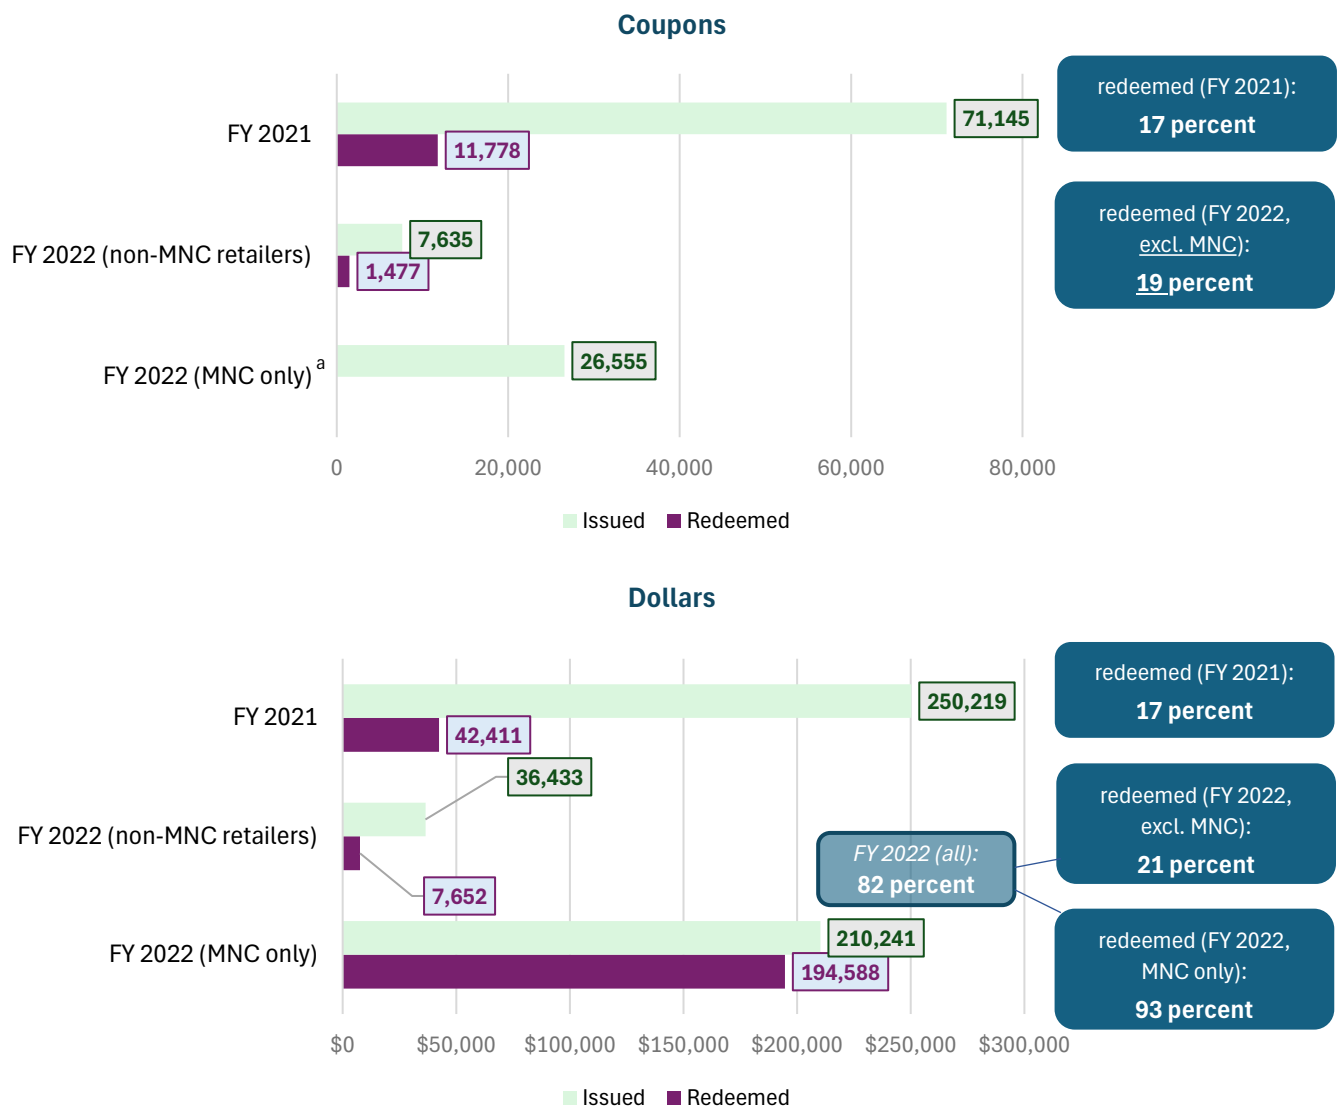 Coupons
redeemed (FY 2021):
17 percent
FY 2021
71,145
11,778
redeemed (FY 2022,
excl. MNC):
19 percent
FY 2022 (non-MNC retailers)
7,635
1,477
FY 2022 (MNC only) a
26,555
0 20,000 40,000 60,000 80,000
Issued Redeemed
Dollars
redeemed (FY 2021):
17 percent
FY 2021
250,219
42,411
36,433
FY 2022 (non-MNC retailers)
7,652
redeemed (FY 2022,
excl. MNC):
21 percent
FY 2022 (all):
82 percent
FY 2022 (MNC only)
210,241
194,588
redeemed (FY 2022,
MNC only):
93 percent
$0 $50,000 $100,000 $150,000 $200,000 $250,000 $300,000
Issued Redeemed